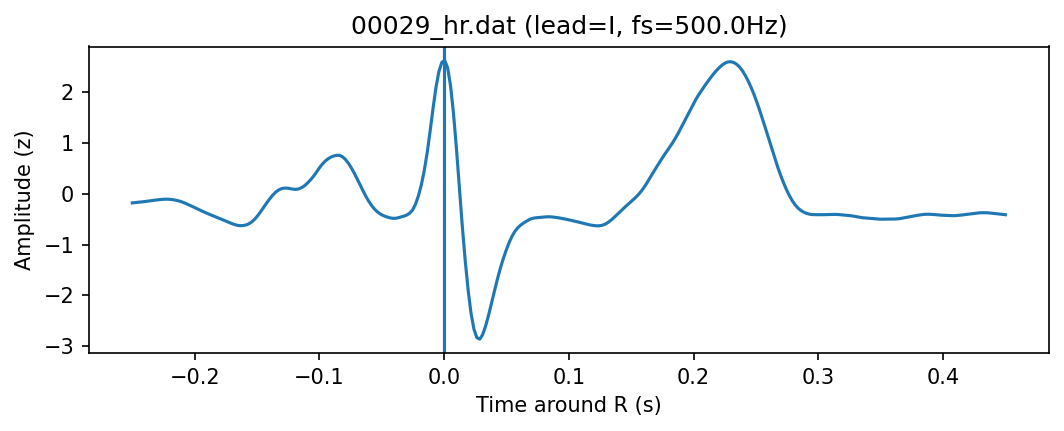 00029_hr.dat (lead=I, fs=500.0Hz)
Amplitude (z)
2
1
0
−1
−2
−3
−0.2 −0.1 0.0 0.1 0.2 0.3 0.4
Time around R (s)